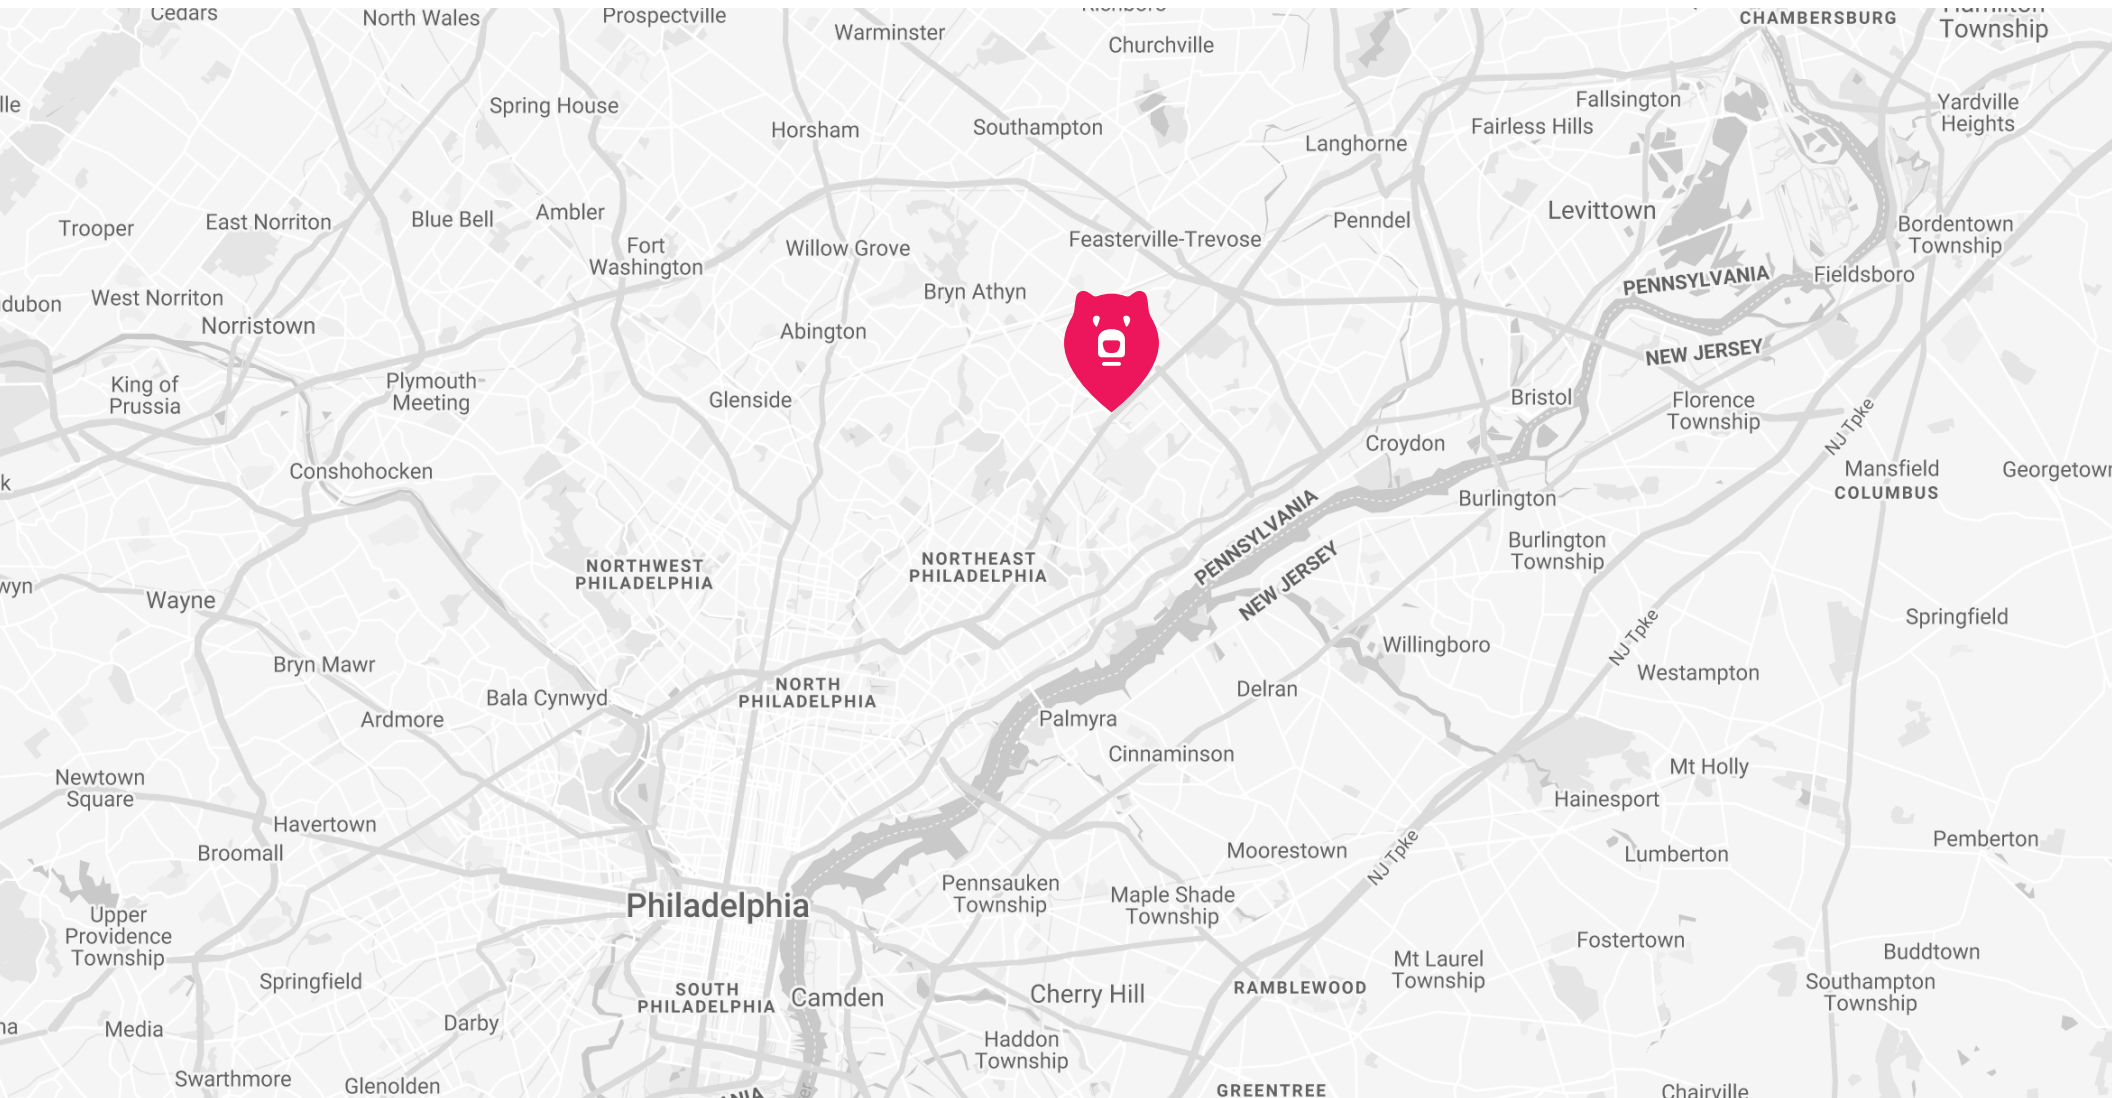 Cedars
North Wales
Prospectville
Warminster
Churchville
CHAMBERSBURG
Hamilton
Township
Spring House
Horsham
Southampton
Langhorne
Fallsington
Fairless Hills
Yardville
Heights
Trooper
East Norriton
Blue Bell
Ambler
Fort
Washington
Willow Grove
Feasterville-Trevose
Penndel
Levittown
Bordentown
Township
West Norriton
Norristown
Bryn Athyn
Abington
PENNSYLVANIA
Fieldsboro
NEW JERSEY
King of
Prussia
Plymouth
Meeting
Glenside
Bristol
Florence
Township
NJ Tpke
Croydon
Conshohocken
Mansfield
COLUMBUS
Georgetown
Burlington
PENNSYLVANIA
NEW JERSEY
Burlington
Township
NORTHWEST
PHILADELPHIA
NORTHEAST
PHILADELPHIA
Wayne
Springfield
NJ Tpke
Willingboro
Westampton
Bryn Mawr
Bala Cynwyd
NORTH
PHILADELPHIA
Delran
Ardmore
Palmyra
Cinnaminson
Newtown
Square
Mt Holly
Hainesport
Havertown
Broomall
Moorestown
NJ Tpke
Lumberton
Pemberton
Philadelphia
Pennsauken
Township
Maple Shade
Township
Upper
Providence
Township
Fostertown
Buddtown
Mt Laurel
Township
Springfield
SOUTH
PHILADELPHIA
Camden
Cherry Hill
RAMBLEWOOD
Southampton
Township
Media
Darby
Haddon
Township
Swarthmore
Glenolden
GREENTREE
Chairville